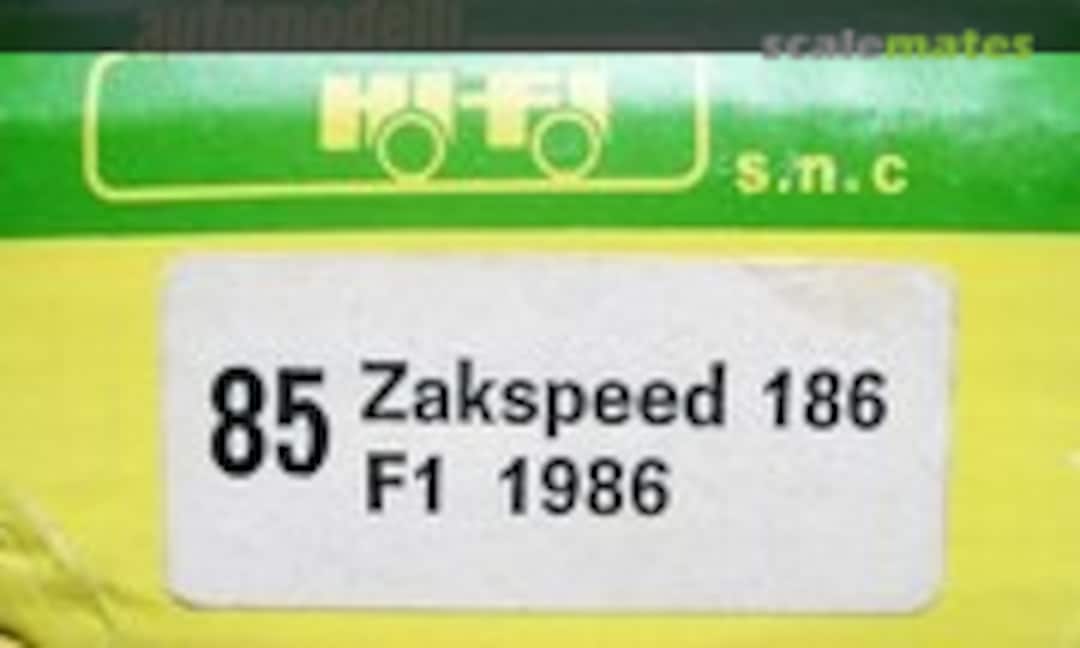 automodelli
scalemates
HI-FI
s.n.c
85 Zakspeed 186
F1 1986